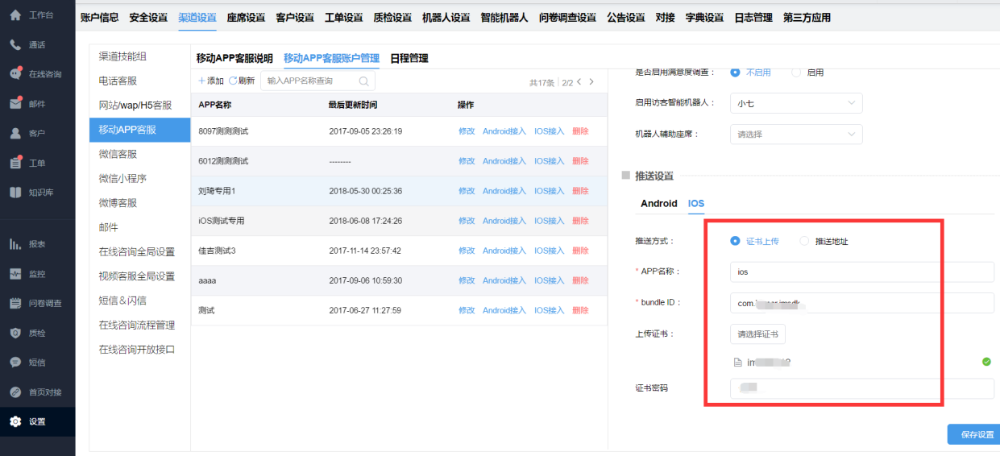 工作台
通话
在线咨询
邮件
客户
工单
知识库
报表
监控
问卷调查
质检
短信
首页对接
设置
账户信息 安全设置 渠道设置 座席设置 客户设置 工单设置 质检设置 机器人设置 智能机器人 问卷调查设置 公告设置 对接 字典设置 日志管理 第三方应用
渠道技能组
电话客服
网站/wap/H5客服
移动APP客服
微信客服
微信小程序
微博客服
邮件
在线咨询全局设置
视频客服全局设置
短信&闪信
在线咨询流程管理
在线咨询开放接口
移动APP客服说明 移动APP客服账户管理 日程管理
添加 刷新 输入APP名称查询 共17条 2/2
APP名称 最后更新时间 操作
8097测测测试 2017-09-05 23:26:19 修改 Android接入 IOS接入 删除
6012测测测试 -------- 修改 Android接入 IOS接入 删除
刘琦专用1 2018-05-30 00:25:36 修改 Android接入 IOS接入 删除
iOS测试专用 2018-06-08 17:24:26 修改 Android接入 IOS接入 删除
佳吉测试3 2017-11-14 23:57:42 修改 Android接入 IOS接入 删除
aaaa 2017-09-06 10:59:30 修改 Android接入 IOS接入 删除
测试 2017-06-27 11:27:59 修改 Android接入 IOS接入 删除
是否启用满意度调查： 不启用 启用
启用访客智能机器人： 小七
机器人辅助座席： 请选择
推送设置
Android IOS
推送方式： 证书上传 推送地址
* APP名称： ios
* bundle ID： com.
上传证书： 请选择证书
证书密码
保存设置